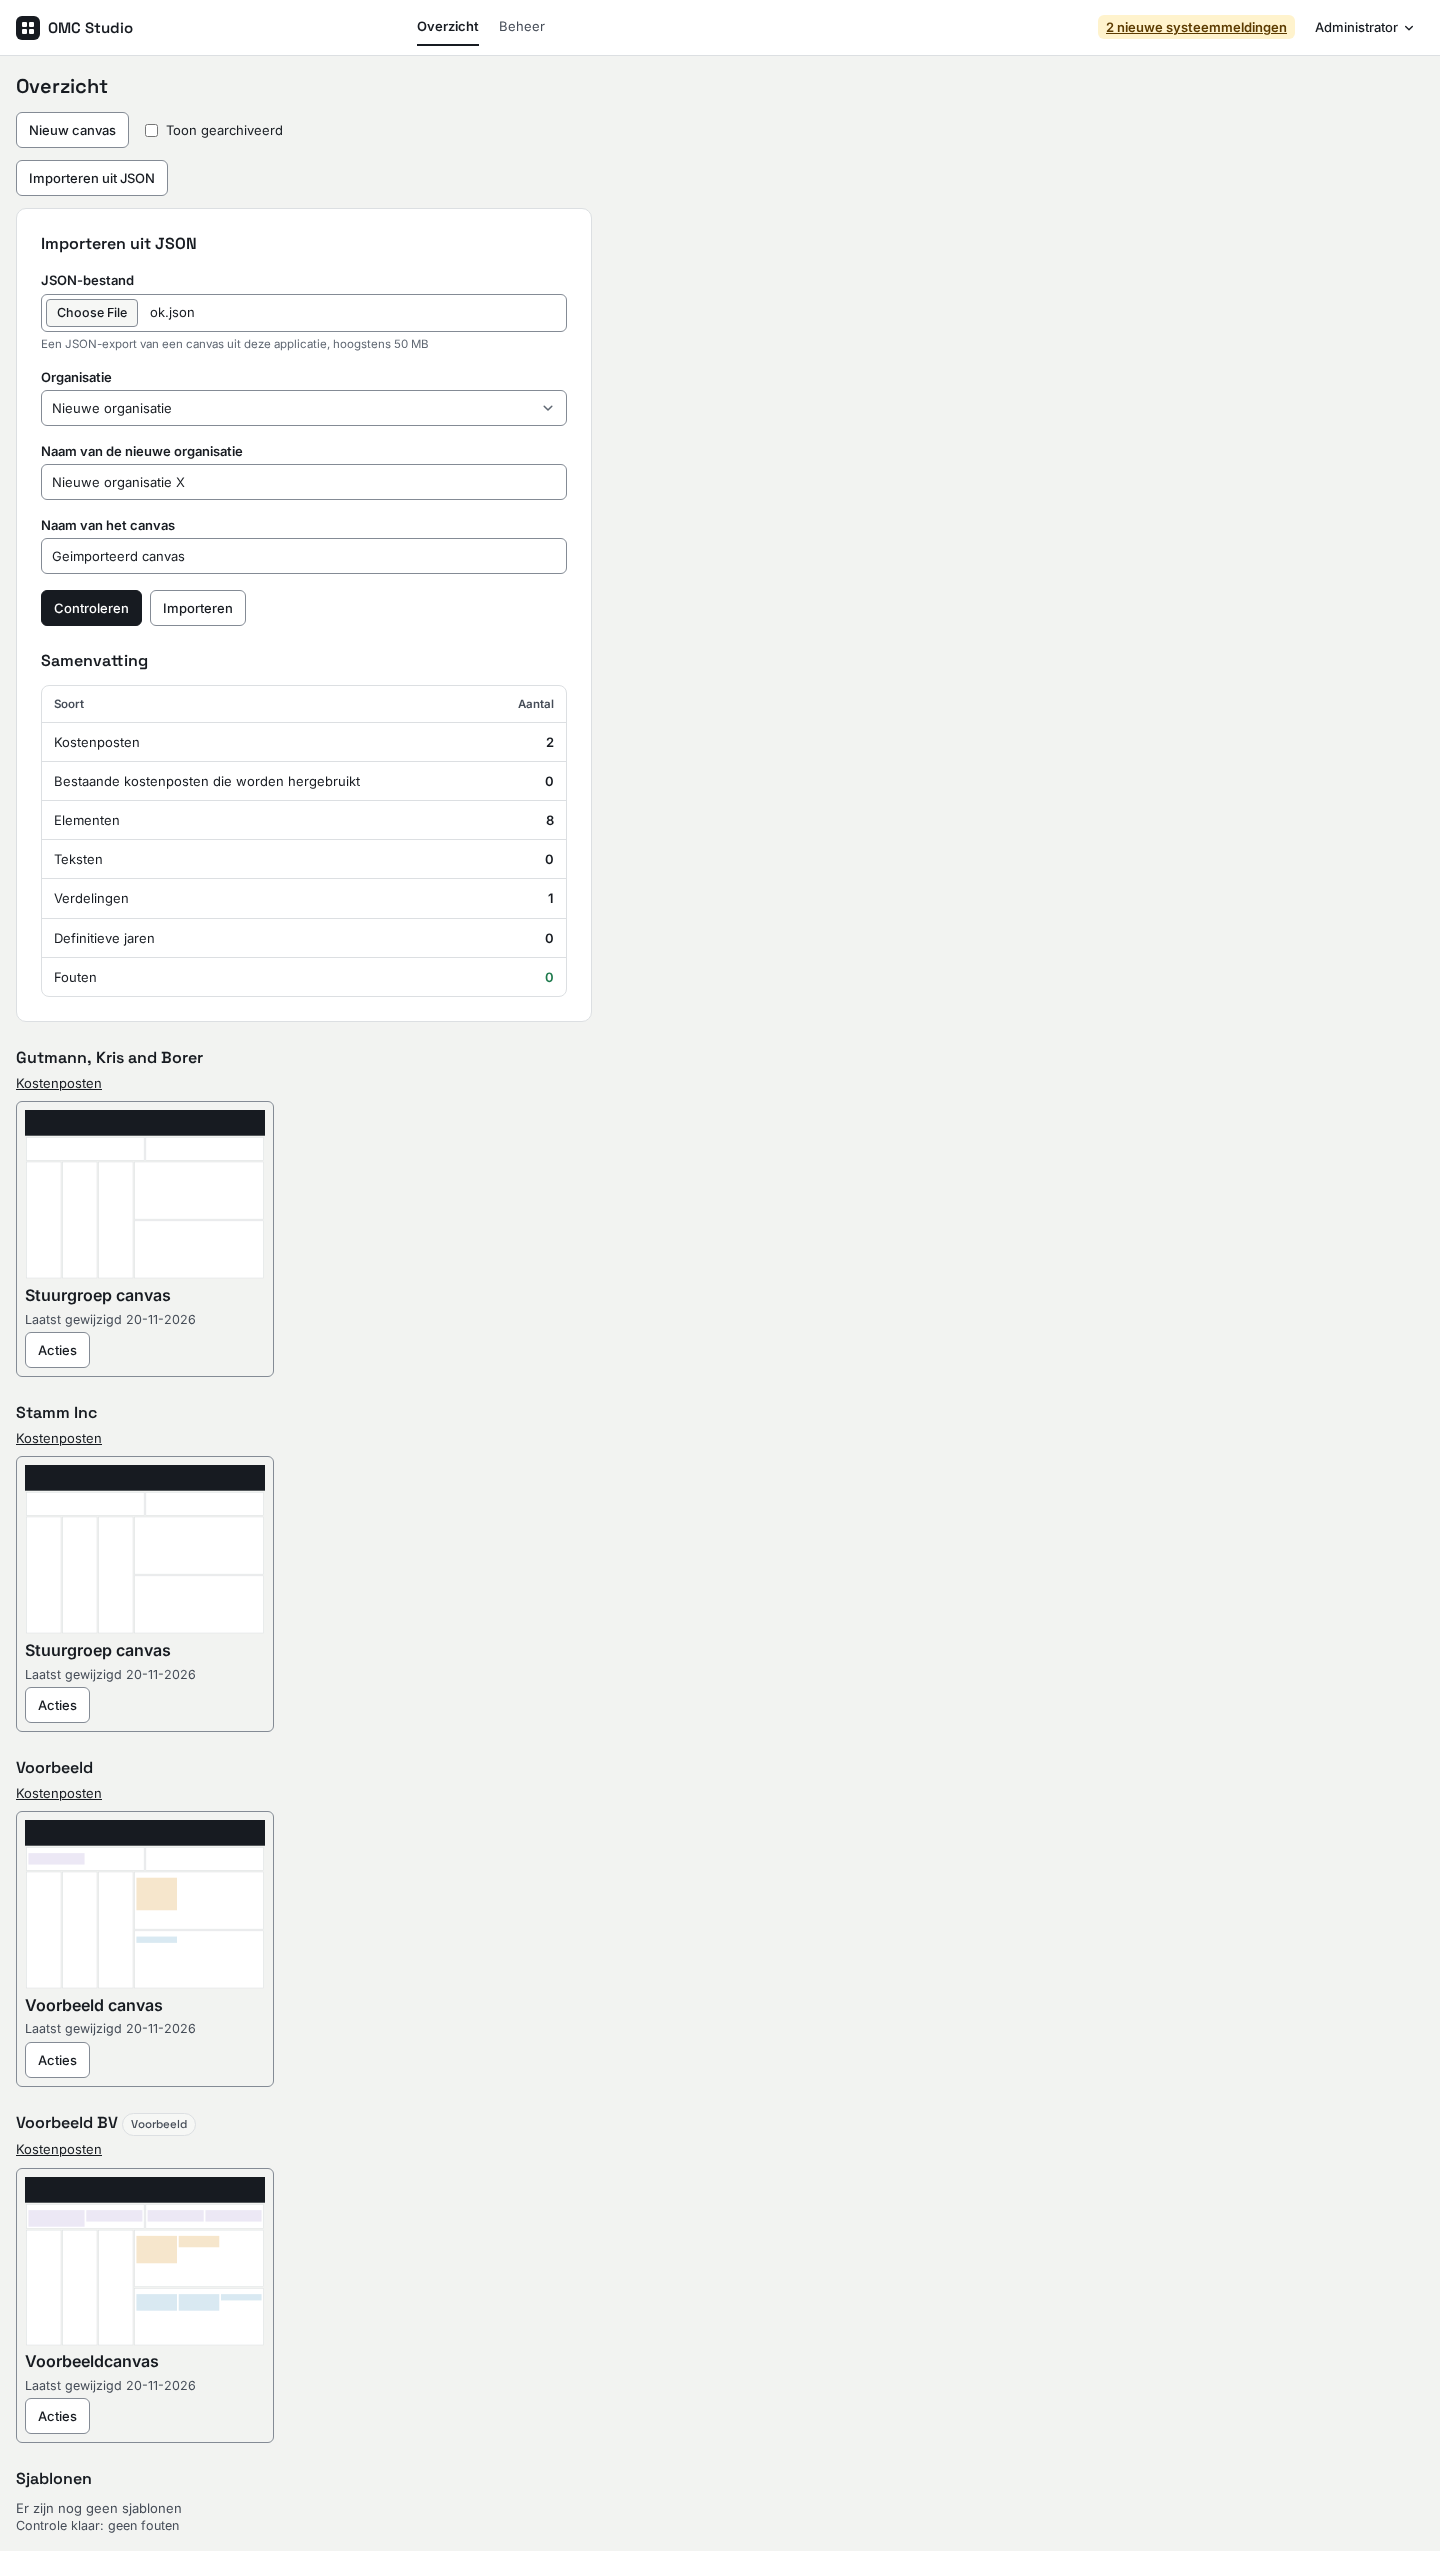 OMC Studio
Overzicht
Beheer
2 nieuwe systeemmeldingen
Administrator
Overzicht
Nieuw canvas
Toon gearchiveerd
Importeren uit JSON
Importeren uit JSON
JSON-bestand
Choose File ok.json
Een JSON-export van een canvas uit deze applicatie, hoogstens 50 MB
Organisatie
Nieuwe organisatie
Naam van de nieuwe organisatie
Nieuwe organisatie X
Naam van het canvas
Geimporteerd canvas
Controleren
Importeren
Samenvatting
Soort Aantal
Kostenposten 2
Bestaande kostenposten die worden hergebruikt 0
Elementen 8
Teksten 0
Verdelingen 1
Definitieve jaren 0
Fouten 0
Gutmann, Kris and Borer
Kostenposten
Stuurgroep canvas
Laatst gewijzigd 20-11-2026
Acties
Stamm Inc
Kostenposten
Stuurgroep canvas
Laatst gewijzigd 20-11-2026
Acties
Voorbeeld
Kostenposten
Voorbeeld canvas
Laatst gewijzigd 20-11-2026
Acties
Voorbeeld BV Voorbeeld
Kostenposten
Voorbeeldcanvas
Laatst gewijzigd 20-11-2026
Acties
Sjablonen
Er zijn nog geen sjablonen
Controle klaar: geen fouten